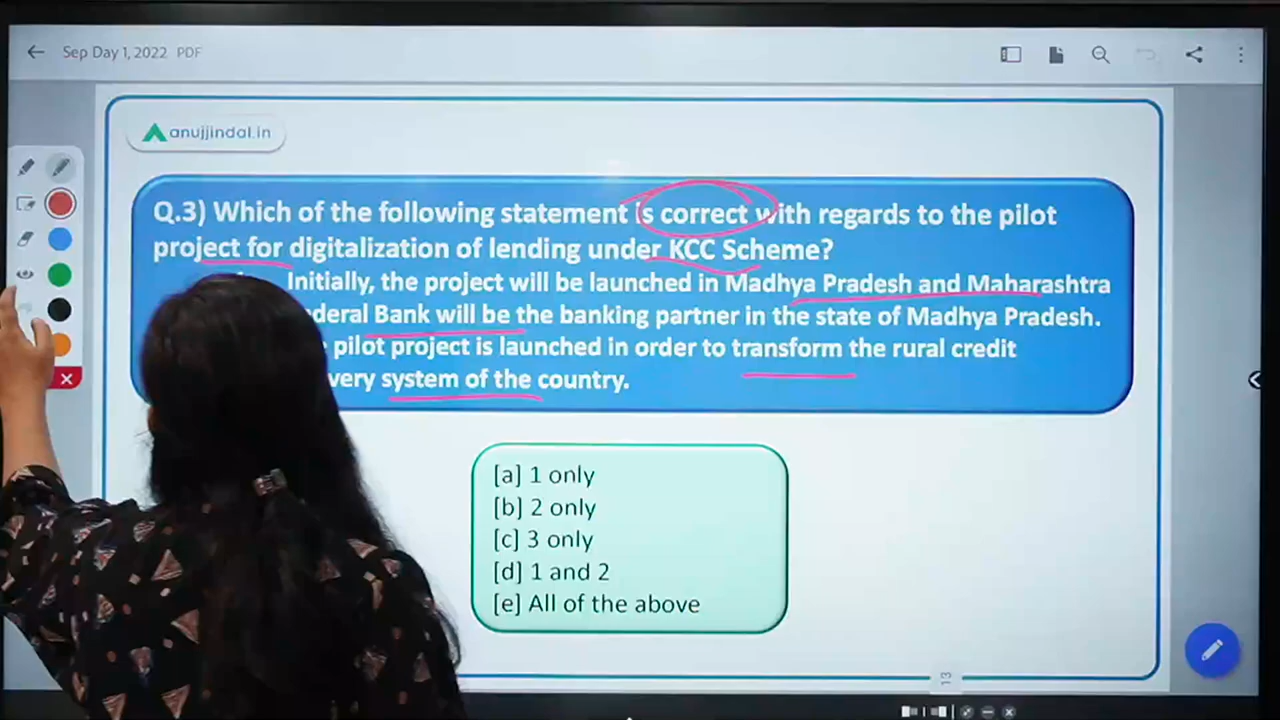 Sep Day 1, 2022 PDF
anujjindal.in
Q.3) Which of the following statement is correct with regards to the pilot
project for digitalization of lending under KCC Scheme?
Initially, the project will be launched in Madhya Pradesh and Maharashtra
deral Bank will be the banking partner in the state of Madhya Pradesh.
pilot project is launched in order to transform the rural credit
very system of the country.
[a] 1 only
[b] 2 only
[c] 3 only
[d] 1 and 2
[e] All of the above
13